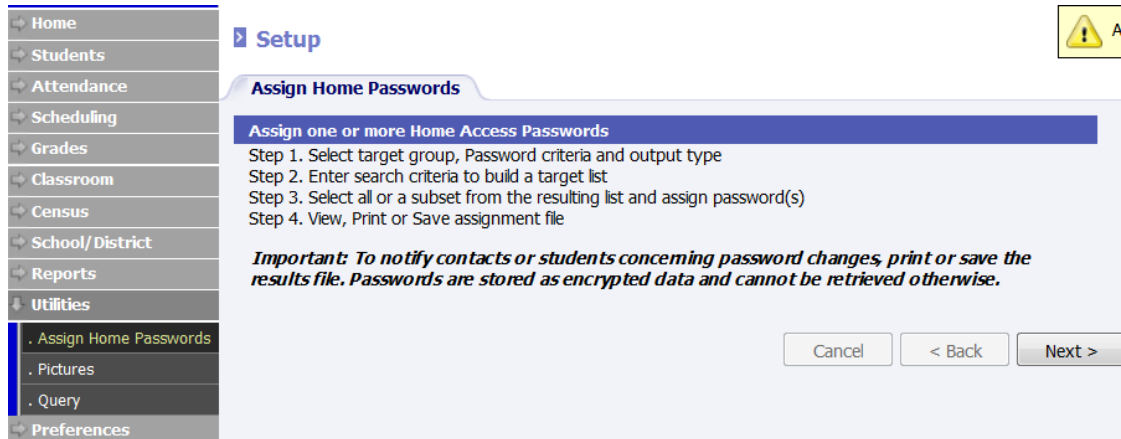 Home
Students
Attendance
Scheduling
Grades
Classroom
Census
School/District
Reports
Utilities
. Assign Home Passwords
. Pictures
. Query
Preferences
Setup
A
Assign Home Passwords
Assign one or more Home Access Passwords
Step 1. Select target group, Password criteria and output type
Step 2. Enter search criteria to build a target list
Step 3. Select all or a subset from the resulting list and assign password(s)
Step 4. View, Print or Save assignment file
Important: To notify contacts or students concerning password changes, print or save the
results file. Passwords are stored as encrypted data and cannot be retrieved otherwise.
Cancel
< Back
Next >